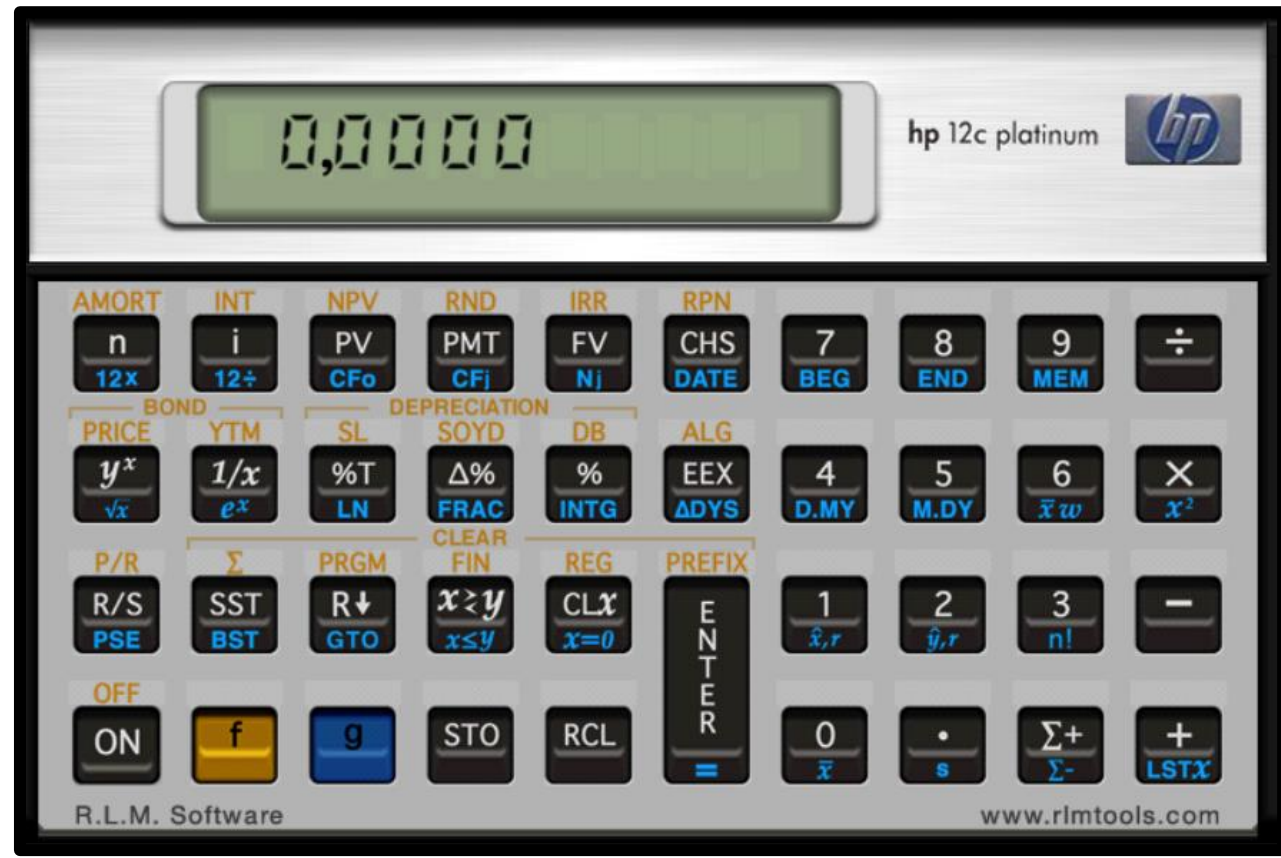 0,0000
hp 12c platinum
hp
AMORT INT NPV RND IRR RPN
n i PV PMT FV CHS 7 8 9 ÷
12x 12÷ CFo CFj Nj DATE BEG END MEM
BOND DEPRECIATION
PRICE YTM SL SOYD DB ALG
yˣ 1/x %T Δ% % EEX 4 5 6 ×
√x eˣ LN FRAC INTG ΔDYS D.MY M.DY x̅w x²
CLEAR
P/R Σ PRGM FIN REG PREFIX
R/S SST R↓ x≷y CLx ENTER 1 2 3 −
PSE BST GTO x≤y x=0 x̂,r ŷ,r n!
OFF
ON f g STO RCL 0 • Σ+ +
= x̅ s Σ- LSTx
R.L.M. Software www.rlmtools.com